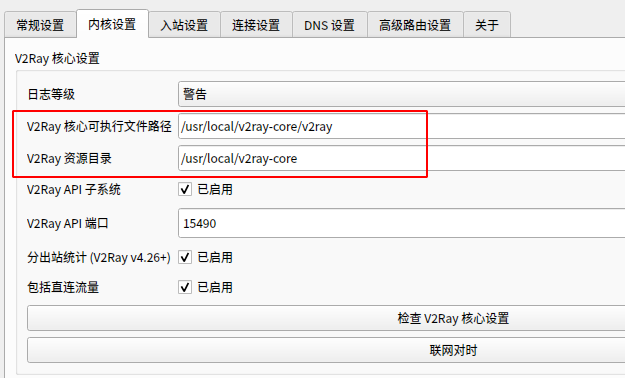 常规设置 内核设置 入站设置 连接设置 DNS 设置 高级路由设置 关于
V2Ray 核心设置
日志等级 警告
V2Ray 核心可执行文件路径 /usr/local/v2ray-core/v2ray
V2Ray 资源目录 /usr/local/v2ray-core
V2Ray API 子系统 已启用
V2Ray API 端口 15490
分出站统计 (V2Ray v4.26+) 已启用
包括直连流量 已启用
检查 V2Ray 核心设置
联网对时